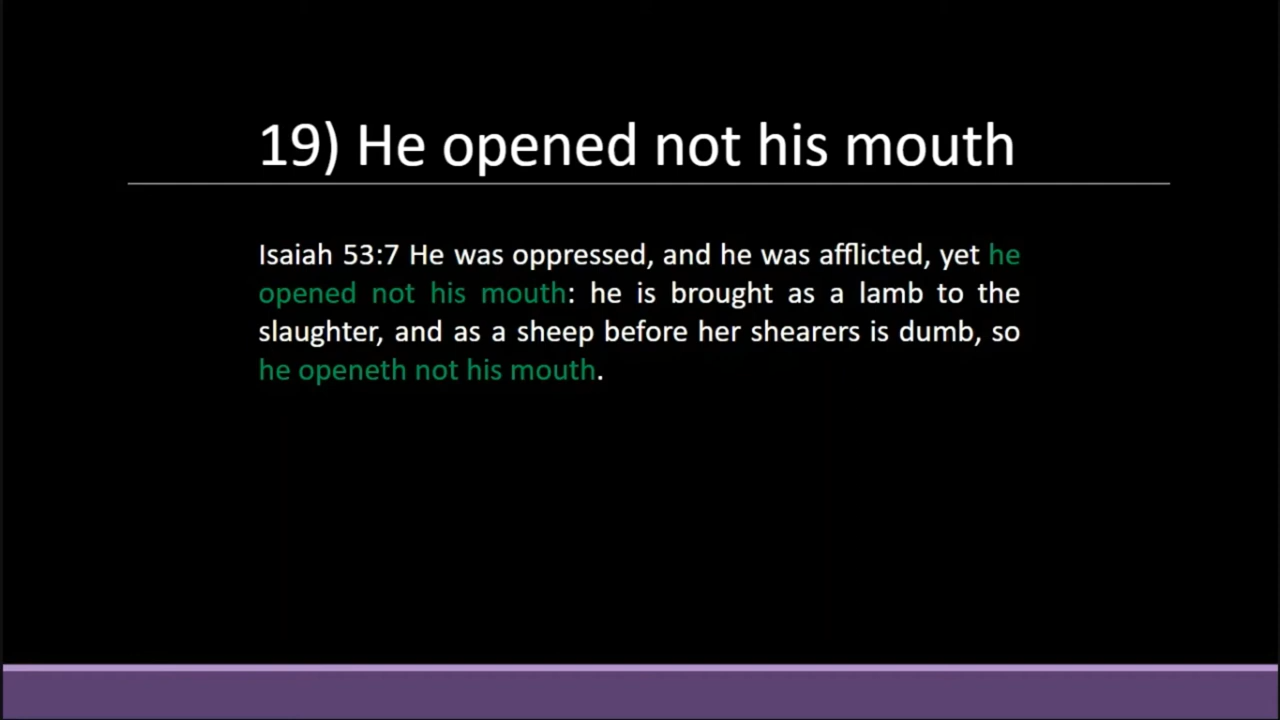 19) He opened not his mouth
Isaiah 53:7 He was oppressed, and he was afflicted, yet he
opened not his mouth: he is brought as a lamb to the
slaughter, and as a sheep before her shearers is dumb, so
he openeth not his mouth.